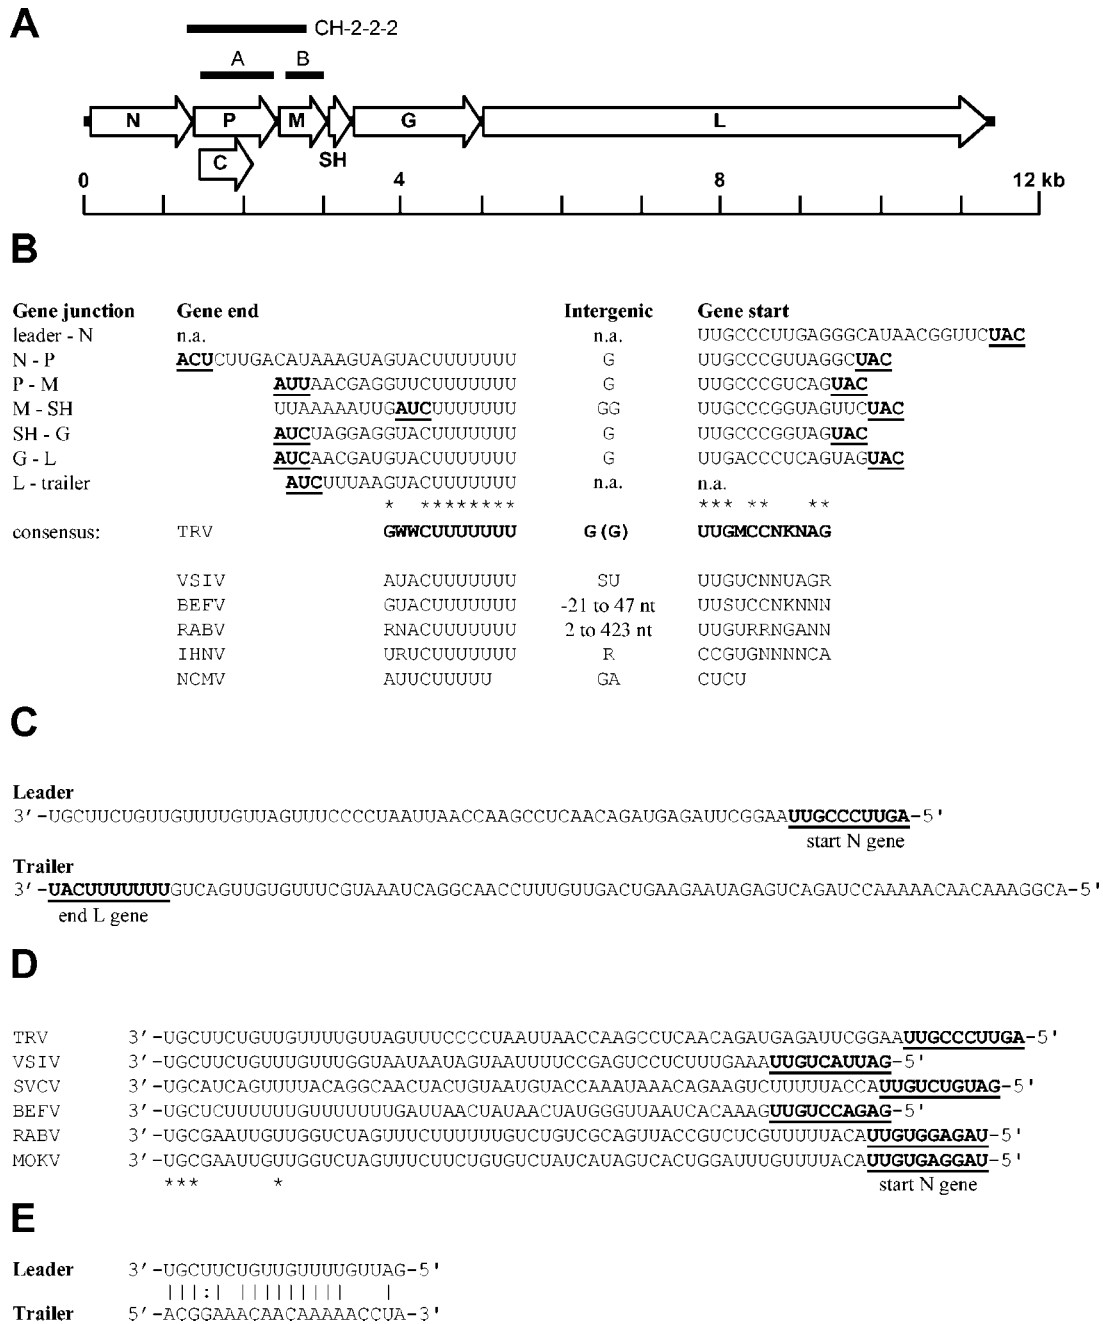 A
CH-2-2-2
A B
N P M G L
C SH
0 4 8 12 kb
B
Gene junction Gene end Intergenic Gene start
leader - N n.a. n.a. UUGCCCUUGAGGGCAUAACGGUUCUAC
N - P ACUCUUGACAUAAAGUAGUACUUUUUUU G UUGCCCGUUAGGCUAC
P - M AUUAACGAGGUUCUUUUUUU G UUGCCCGUCAGUAC
M - SH UUAAAAAUUGAUCUUUUUUU GG UUGCCCGGUAGUUCUAC
SH - G AUCUAGGAGGUACUUUUUUU G UUGCCCGGUAGUAC
G - L AUCAACGAUGUACUUUUUUU G UUGACCCUCAGUAGUAC
L - trailer AUCUUUAAGUACUUUUUUU n.a. n.a.
* ******** *** ** **
consensus: TRV GWWCUUUUUUU G(G) UUGMCCNKNAG
VSIV AUACUUUUUUU SU UUGUCNNUAGR
BEFV GUACUUUUUUU -21 to 47 nt UUSUCCNKNNN
RABV RNACUUUUUUU 2 to 423 nt UUGURRNGANN
IHNV URUCUUUUUUU R CCGUGNNNNCA
NCMV AUUCUUUUU GA CUCU
C
Leader
3'-UGCUUCUGUUGUUUUGUUAGUUUCCCCUAAUUAACCAAGCCUCAACAGAUGAGAUUCGGAAUUGCCCUUGA-5'
start N gene
Trailer
3'-UACUUUUUUUGUCAGUUGUGUUUCGUAAAUCAGGCAACCUUUGUUGACUGAAGAAUAGAGUCAGAUCCAAAAACAACAAAGGCA-5'
end L gene
D
TRV 3'-UGCUUCUGUUGUUUUGUUAGUUUCCCCUAAUUAACCAAGCCUCAACAGAUGAGAUUCGGAAUUGCCCUUGA-5'
VSIV 3'-UGCUUCUGUUUGUUUGGUAAUAAUAGUAAUUUUCCGAGUCCUCUUUGAAAUUGUCAUUAG-5'
SVCV 3'-UGCAUCAGUUUUACAGGCAACUACUGUAAUGUACCAAAUAAACAGAAGUCUUUUUACCAUUGUCUGUAG-5'
BEFV 3'-UGCUCUUUUUUGUUUUUUUGAUUAACUAUAACUAUGGGUUAAUCACAAAGUUGUCCAGAG-5'
RABV 3'-UGCGAAUUGUUGGUCUAGUUUCUUUUUUGUCUGUCGCAGUUACCGUCUCGUUUUUACAUUGUGGAGAU-5'
MOKV 3'-UGCGAAUUGUUGGUCUAGUUUCUUCUGUGUCUAUCAUAGUCACUGGAUUUGUUUUACAUUGUGAGGAU-5'
*** *
start N gene
E
Leader 3'-UGCUUCUGUUGUUUUGUUAG-5'
|||:| ||||||||| |
Trailer 5'-ACGGAAACAACAAAAACCUA-3'